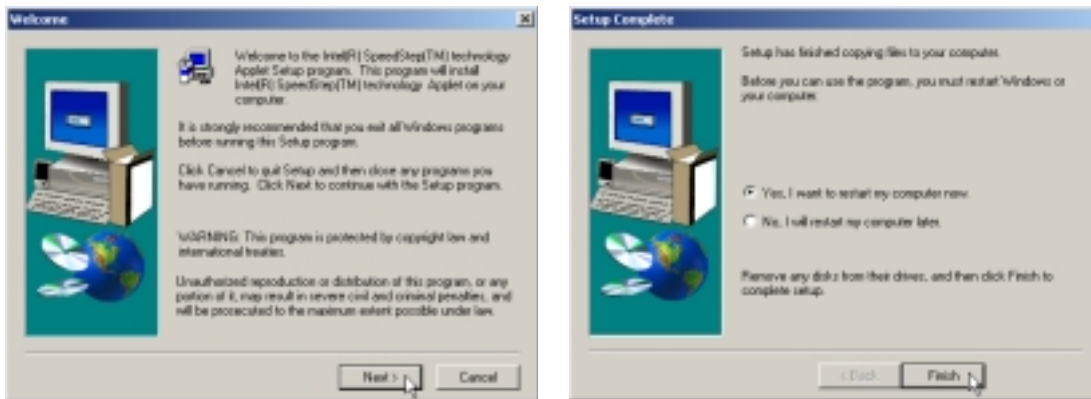 Welcome
Welcome to the Intel(R) SpeedStep(TM) technology
Applet Setup program. This program will install
Intel(R) SpeedStep(TM) technology Applet on your
computer.
It is strongly recommended that you exit all Windows programs
before running this Setup program.
Click Cancel to quit Setup and then close any programs you
have running. Click Next to continue with the Setup program.
WARNING: This program is protected by copyright law and
international treaties.
Unauthorized reproduction or distribution of this program, or any
portion of it, may result in severe civil and criminal penalties, and
will be prosecuted to the maximum extent possible under law.
Next >
Cancel
Setup Complete
Setup has finished copying files to your computer.
Before you can use the program, you must restart Windows or
your computer.
Yes, I want to restart my computer now.
No, I will restart my computer later.
Remove any disks from their drives, and then click Finish to
complete setup.
< Back
Finish